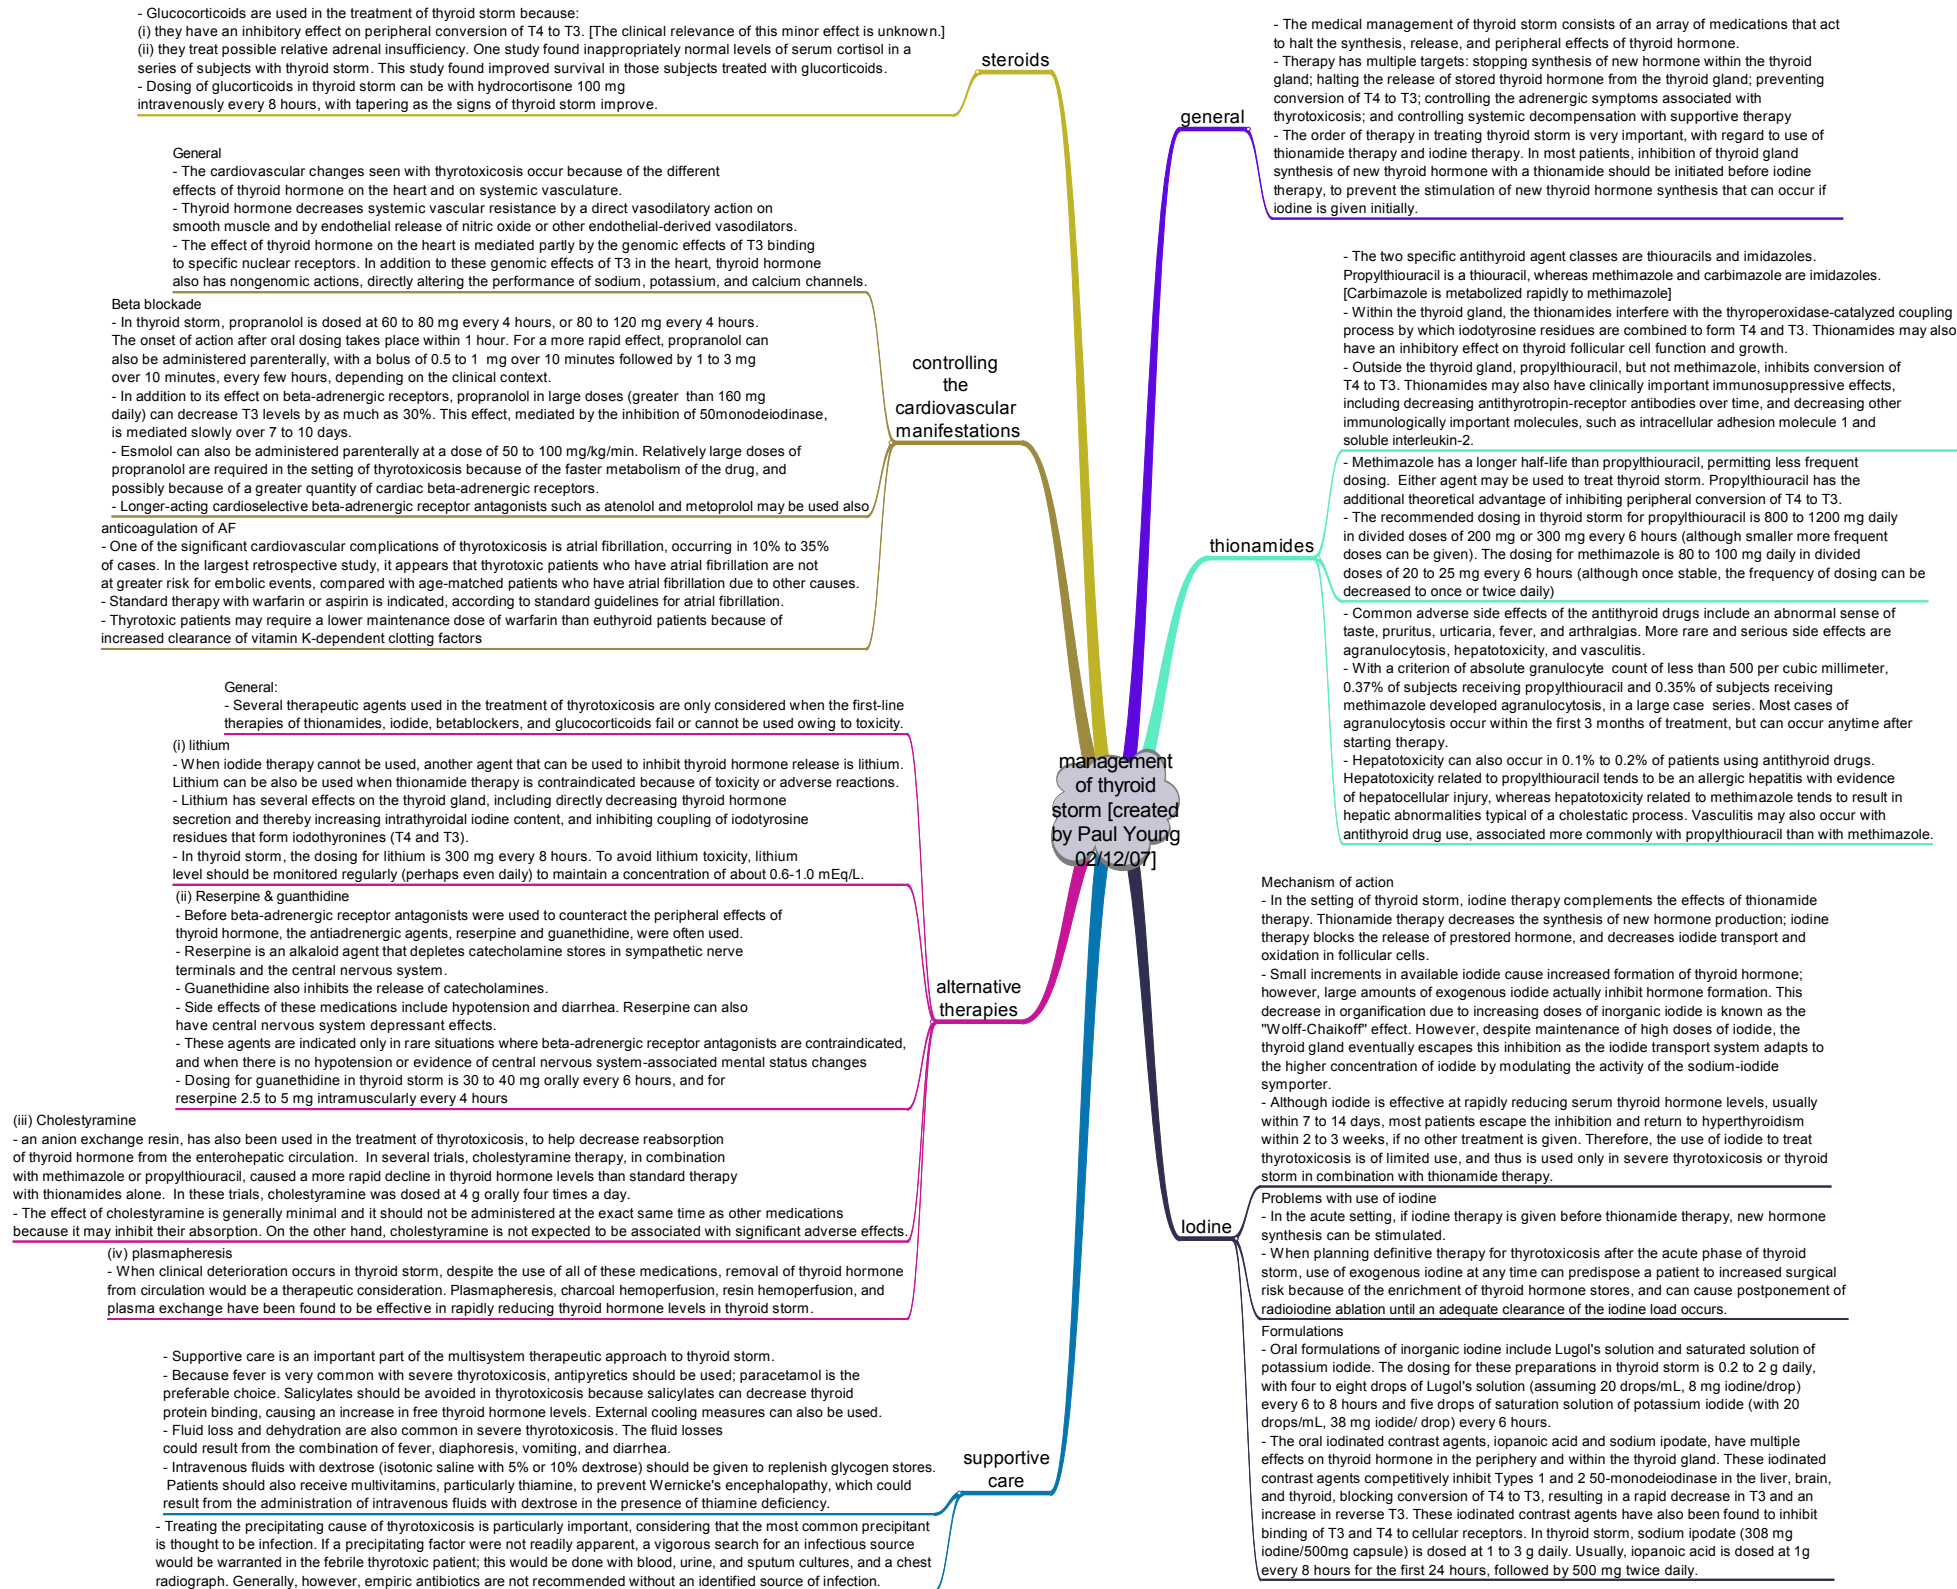 - Glucocorticoids are used in the treatment of thyroid storm because:
(i) they have an inhibitory effect on peripheral conversion of T4 to T3. [The clinical relevance of this minor effect is unknown.]
(ii) they treat possible relative adrenal insufficiency. One study found inappropriately normal levels of serum cortisol in a
series of subjects with thyroid storm. This study found improved survival in those subjects treated with glucorticoids.
- Dosing of glucorticoids in thyroid storm can be with hydrocortisone 100 mg
intravenously every 8 hours, with tapering as the signs of thyroid storm improve.
steroids
General
- The cardiovascular changes seen with thyrotoxicosis occur because of the different
effects of thyroid hormone on the heart and on systemic vasculature.
- Thyroid hormone decreases systemic vascular resistance by a direct vasodilatory action on
smooth muscle and by endothelial release of nitric oxide or other endothelial-derived vasodilators.
- The effect of thyroid hormone on the heart is mediated partly by the genomic effects of T3 binding
to specific nuclear receptors. In addition to these genomic effects of T3 in the heart, thyroid hormone
also has nongenomic actions, directly altering the performance of sodium, potassium, and calcium channels.
Beta blockade
- In thyroid storm, propranolol is dosed at 60 to 80 mg every 4 hours, or 80 to 120 mg every 4 hours.
The onset of action after oral dosing takes place within 1 hour. For a more rapid effect, propranolol can
also be administered parenterally, with a bolus of 0.5 to 1  mg over 10 minutes followed by 1 to 3 mg
over 10 minutes, every few hours, depending on the clinical context.
- In addition to its effect on beta-adrenergic receptors, propranolol in large doses (greater  than 160 mg
daily) can decrease T3 levels by as much as 30%. This effect, mediated by the inhibition of 50monodeiodinase,
is mediated slowly over 7 to 10 days.
- Esmolol can also be administered parenterally at a dose of 50 to 100 mg/kg/min. Relatively large doses of
propranolol are required in the setting of thyrotoxicosis because of the faster metabolism of the drug, and
possibly because of a greater quantity of cardiac beta-adrenergic receptors.
- Longer-acting cardioselective beta-adrenergic receptor antagonists such as atenolol and metoprolol may be used also
anticoagulation of AF
- One of the significant cardiovascular complications of thyrotoxicosis is atrial fibrillation, occurring in 10% to 35%
of cases. In the largest retrospective study, it appears that thyrotoxic patients who have atrial fibrillation are not
at greater risk for embolic events, compared with age-matched patients who have atrial fibrillation due to other causes.
- Standard therapy with warfarin or aspirin is indicated, according to standard guidelines for atrial fibrillation.
- Thyrotoxic patients may require a lower maintenance dose of warfarin than euthyroid patients because of
increased clearance of vitamin K-dependent clotting factors
controlling
the
cardiovascular
manifestations
General:
- Several therapeutic agents used in the treatment of thyrotoxicosis are only considered when the first-line
therapies of thionamides, iodide, betablockers, and glucocorticoids fail or cannot be used owing to toxicity.
(i) lithium
- When iodide therapy cannot be used, another agent that can be used to inhibit thyroid hormone release is lithium.
Lithium can be also be used when thionamide therapy is contraindicated because of toxicity or adverse reactions.
- Lithium has several effects on the thyroid gland, including directly decreasing thyroid hormone
secretion and thereby increasing intrathyroidal iodine content, and inhibiting coupling of iodotyrosine
residues that form iodothyronines (T4 and T3).
- In thyroid storm, the dosing for lithium is 300 mg every 8 hours. To avoid lithium toxicity, lithium
level should be monitored regularly (perhaps even daily) to maintain a concentration of about 0.6-1.0 mEq/L.
(ii) Reserpine & guanthidine
- Before beta-adrenergic receptor antagonists were used to counteract the peripheral effects of
thyroid hormone, the antiadrenergic agents, reserpine and guanethidine, were often used.
- Reserpine is an alkaloid agent that depletes catecholamine stores in sympathetic nerve
terminals and the central nervous system.
- Guanethidine also inhibits the release of catecholamines.
- Side effects of these medications include hypotension and diarrhea. Reserpine can also
have central nervous system depressant effects.
- These agents are indicated only in rare situations where beta-adrenergic receptor antagonists are contraindicated,
and when there is no hypotension or evidence of central nervous system-associated mental status changes
- Dosing for guanethidine in thyroid storm is 30 to 40 mg orally every 6 hours, and for
reserpine 2.5 to 5 mg intramuscularly every 4 hours
(iii) Cholestyramine
- an anion exchange resin, has also been used in the treatment of thyrotoxicosis, to help decrease reabsorption
of thyroid hormone from the enterohepatic circulation.  In several trials, cholestyramine therapy, in combination
with methimazole or propylthiouracil, caused a more rapid decline in thyroid hormone levels than standard therapy
with thionamides alone.  In these trials, cholestyramine was dosed at 4 g orally four times a day.
- The effect of cholestyramine is generally minimal and it should not be administered at the exact same time as other medications
because it may inhibit their absorption. On the other hand, cholestyramine is not expected to be associated with significant adverse effects.
(iv) plasmapheresis
- When clinical deterioration occurs in thyroid storm, despite the use of all of these medications, removal of thyroid hormone
from circulation would be a therapeutic consideration. Plasmapheresis, charcoal hemoperfusion, resin hemoperfusion, and
plasma exchange have been found to be effective in rapidly reducing thyroid hormone levels in thyroid storm.
alternative
therapies
- Supportive care is an important part of the multisystem therapeutic approach to thyroid storm.
- Because fever is very common with severe thyrotoxicosis, antipyretics should be used; paracetamol is the
preferable choice. Salicylates should be avoided in thyrotoxicosis because salicylates can decrease thyroid
protein binding, causing an increase in free thyroid hormone levels. External cooling measures can also be used.
- Fluid loss and dehydration are also common in severe thyrotoxicosis. The fluid losses
could result from the combination of fever, diaphoresis, vomiting, and diarrhea.
- Intravenous fluids with dextrose (isotonic saline with 5% or 10% dextrose) should be given to replenish glycogen stores.
Patients should also receive multivitamins, particularly thiamine, to prevent Wernicke's encephalopathy, which could
result from the administration of intravenous fluids with dextrose in the presence of thiamine deficiency.
- Treating the precipitating cause of thyrotoxicosis is particularly important, considering that the most common precipitant
is thought to be infection. If a precipitating factor were not readily apparent, a vigorous search for an infectious source
would be warranted in the febrile thyrotoxic patient; this would be done with blood, urine, and sputum cultures, and a chest
radiograph. Generally, however, empiric antibiotics are not recommended without an identified source of infection.
supportive
care
management
of thyroid
storm [created
by Paul Young
02/12/07]
general
- The medical management of thyroid storm consists of an array of medications that act
to halt the synthesis, release, and peripheral effects of thyroid hormone.
- Therapy has multiple targets: stopping synthesis of new hormone within the thyroid
gland; halting the release of stored thyroid hormone from the thyroid gland; preventing
conversion of T4 to T3; controlling the adrenergic symptoms associated with
thyrotoxicosis; and controlling systemic decompensation with supportive therapy
- The order of therapy in treating thyroid storm is very important, with regard to use of
thionamide therapy and iodine therapy. In most patients, inhibition of thyroid gland
synthesis of new thyroid hormone with a thionamide should be initiated before iodine
therapy, to prevent the stimulation of new thyroid hormone synthesis that can occur if
iodine is given initially.
thionamides
- The two specific antithyroid agent classes are thiouracils and imidazoles.
Propylthiouracil is a thiouracil, whereas methimazole and carbimazole are imidazoles.
[Carbimazole is metabolized rapidly to methimazole]
- Within the thyroid gland, the thionamides interfere with the thyroperoxidase-catalyzed coupling
process by which iodotyrosine residues are combined to form T4 and T3. Thionamides may also
have an inhibitory effect on thyroid follicular cell function and growth.
- Outside the thyroid gland, propylthiouracil, but not methimazole, inhibits conversion of
T4 to T3. Thionamides may also have clinically important immunosuppressive effects,
including decreasing antithyrotropin-receptor antibodies over time, and decreasing other
immunologically important molecules, such as intracellular adhesion molecule 1 and
soluble interleukin-2.
- Methimazole has a longer half-life than propylthiouracil, permitting less frequent
dosing.  Either agent may be used to treat thyroid storm. Propylthiouracil has the
additional theoretical advantage of inhibiting peripheral conversion of T4 to T3.
- The recommended dosing in thyroid storm for propylthiouracil is 800 to 1200 mg daily
in divided doses of 200 mg or 300 mg every 6 hours (although smaller more frequent
doses can be given). The dosing for methimazole is 80 to 100 mg daily in divided
doses of 20 to 25 mg every 6 hours (although once stable, the frequency of dosing can be
decreased to once or twice daily)
- Common adverse side effects of the antithyroid drugs include an abnormal sense of
taste, pruritus, urticaria, fever, and arthralgias. More rare and serious side effects are
agranulocytosis, hepatotoxicity, and vasculitis.
- With a criterion of absolute granulocyte  count of less than 500 per cubic millimeter,
0.37% of subjects receiving propylthiouracil and 0.35% of subjects receiving
methimazole developed agranulocytosis, in a large case  series. Most cases of
agranulocytosis occur within the first 3 months of treatment, but can occur anytime after
starting therapy.
- Hepatotoxicity can also occur in 0.1% to 0.2% of patients using antithyroid drugs.
Hepatotoxicity related to propylthiouracil tends to be an allergic hepatitis with evidence
of hepatocellular injury, whereas hepatotoxicity related to methimazole tends to result in
hepatic abnormalities typical of a cholestatic process. Vasculitis may also occur with
antithyroid drug use, associated more commonly with propylthiouracil than with methimazole.
Iodine
Mechanism of action
- In the setting of thyroid storm, iodine therapy complements the effects of thionamide
therapy. Thionamide therapy decreases the synthesis of new hormone production; iodine
therapy blocks the release of prestored hormone, and decreases iodide transport and
oxidation in follicular cells.
- Small increments in available iodide cause increased formation of thyroid hormone;
however, large amounts of exogenous iodide actually inhibit hormone formation. This
decrease in organification due to increasing doses of inorganic iodide is known as the
"Wolff-Chaikoff" effect. However, despite maintenance of high doses of iodide, the
thyroid gland eventually escapes this inhibition as the iodide transport system adapts to
the higher concentration of iodide by modulating the activity of the sodium-iodide
symporter.
- Although iodide is effective at rapidly reducing serum thyroid hormone levels, usually
within 7 to 14 days, most patients escape the inhibition and return to hyperthyroidism
within 2 to 3 weeks, if no other treatment is given. Therefore, the use of iodide to treat
thyrotoxicosis is of limited use, and thus is used only in severe thyrotoxicosis or thyroid
storm in combination with thionamide therapy.
Problems with use of iodine
- In the acute setting, if iodine therapy is given before thionamide therapy, new hormone
synthesis can be stimulated.
- When planning definitive therapy for thyrotoxicosis after the acute phase of thyroid
storm, use of exogenous iodine at any time can predispose a patient to increased surgical
risk because of the enrichment of thyroid hormone stores, and can cause postponement of
radioiodine ablation until an adequate clearance of the iodine load occurs.
Formulations
- Oral formulations of inorganic iodine include Lugol's solution and saturated solution of
potassium iodide. The dosing for these preparations in thyroid storm is 0.2 to 2 g daily,
with four to eight drops of Lugol's solution (assuming 20 drops/mL, 8 mg iodine/drop)
every 6 to 8 hours and five drops of saturation solution of potassium iodide (with 20
drops/mL, 38 mg iodide/ drop) every 6 hours.
- The oral iodinated contrast agents, iopanoic acid and sodium ipodate, have multiple
effects on thyroid hormone in the periphery and within the thyroid gland. These iodinated
contrast agents competitively inhibit Types 1 and 2 50-monodeiodinase in the liver, brain,
and thyroid, blocking conversion of T4 to T3, resulting in a rapid decrease in T3 and an
increase in reverse T3. These iodinated contrast agents have also been found to inhibit
binding of T3 and T4 to cellular receptors. In thyroid storm, sodium ipodate (308 mg
iodine/500mg capsule) is dosed at 1 to 3 g daily. Usually, iopanoic acid is dosed at 1g
every 8 hours for the first 24 hours, followed by 500 mg twice daily.